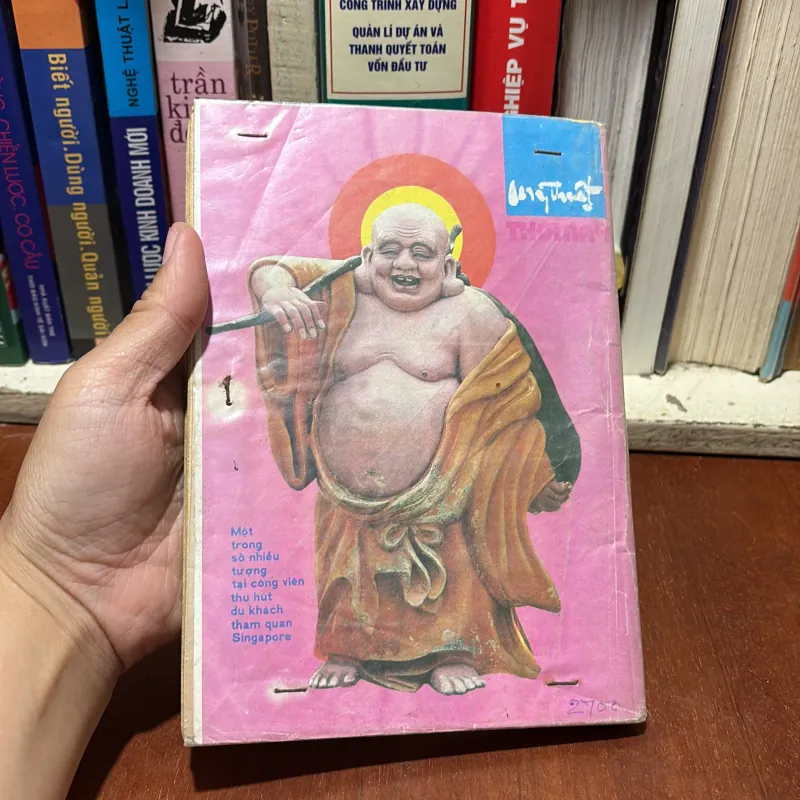 CÔNG TRÌNH XÂY DỰNG
QUẢN LÍ DỰ ÁN VÀ
THANH QUYẾT TOÁN
VỐN ĐẦU TƯ
CHIẾN LƯỢC, CƠ CẤU
Biết người. Dùng người. Quản người
NGHỆ THUẬT
LƯỢC KINH DOANH MỚI
trần
NGHIỆP VỤ
Mỹ Thuật
THỜI NAY
Một
trong
số nhiều
tượng
tại công viên
thu hút
du khách
tham quan
Singapore